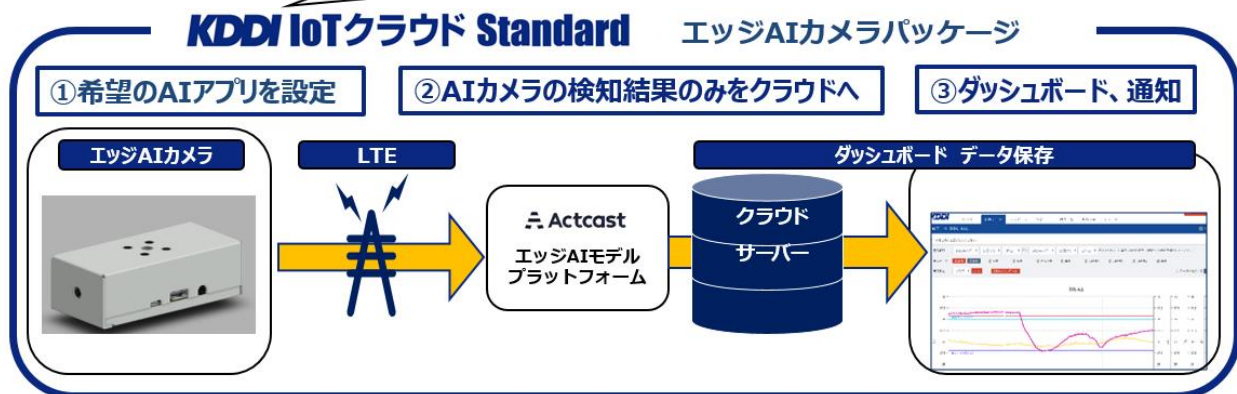 KDDI IoTクラウド Standard エッジAIカメラパッケージ
①希望のAIアプリを設定
②AIカメラの検知結果のみをクラウドへ
③ダッシュボード、通知
エッジAIカメラ
LTE
ダッシュボード データ保存
Actcast
エッジAIモデル
プラットフォーム
クラウド
サーバー
KDDI